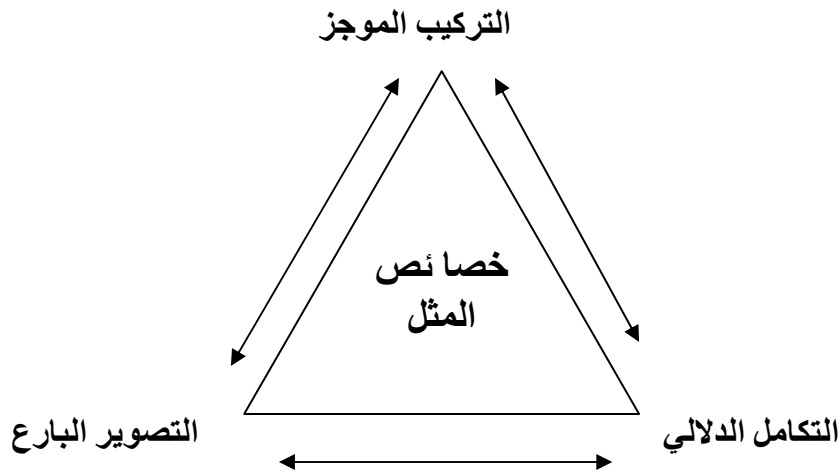 التركيب الموجز
خصا ئص
المثل
التكامل الدلالي
التصوير البارع